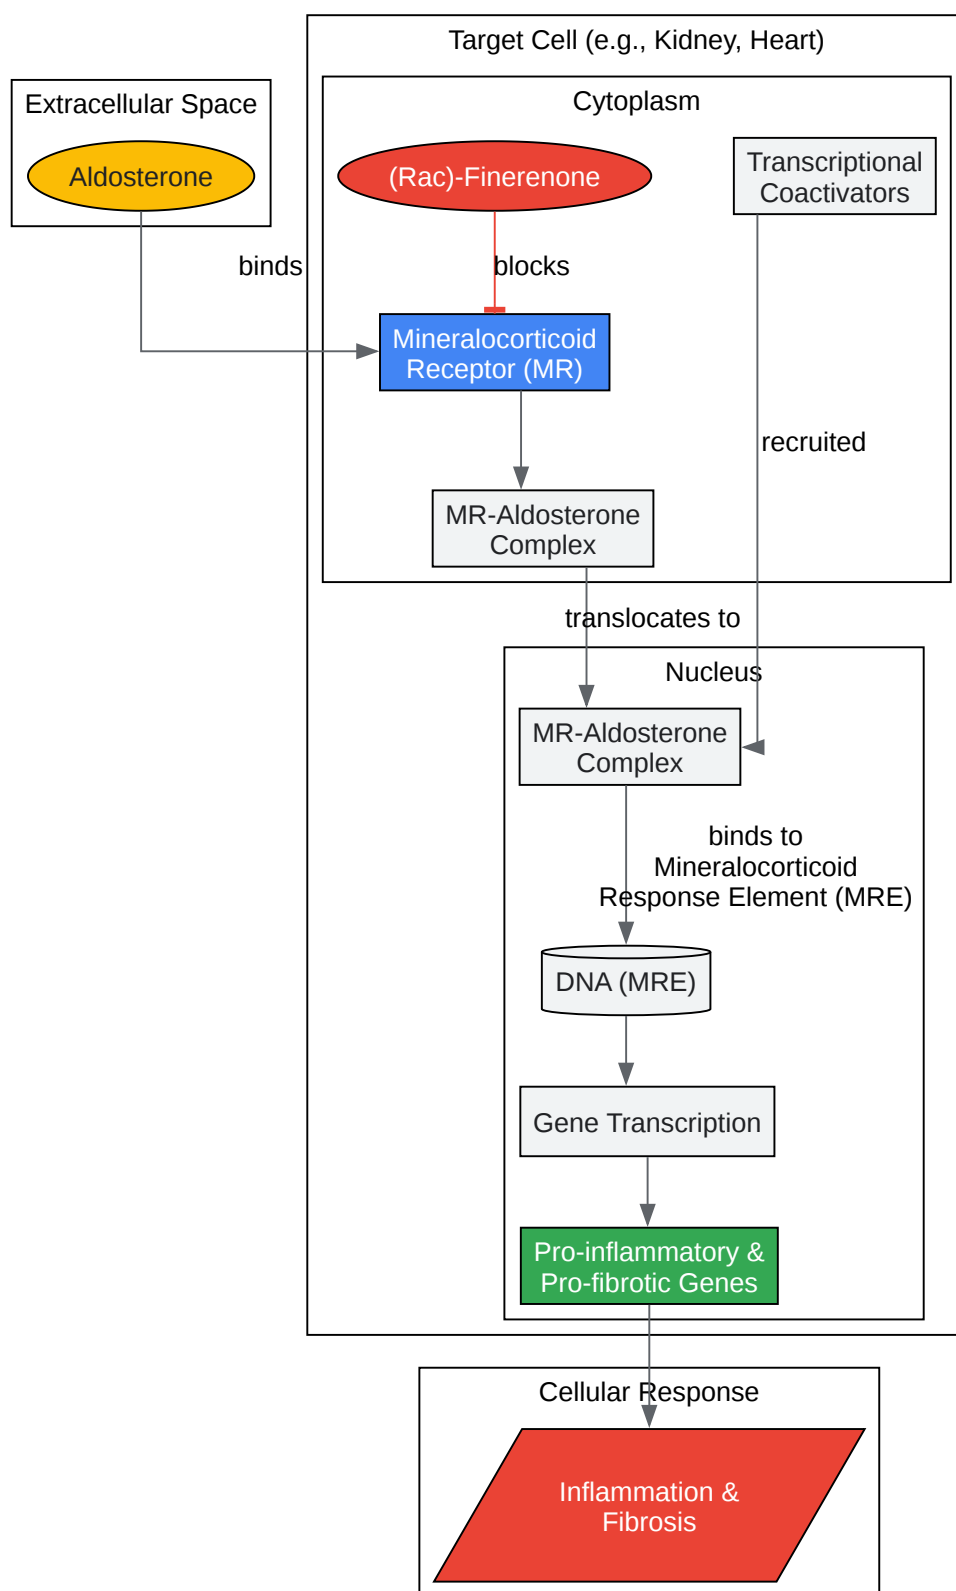 Target Cell (e.g., Kidney, Heart)
Extracellular Space
Aldosterone
Cytoplasm
(Rac)-Finerenone
Transcriptional
Coactivators
binds
blocks
Mineralocorticoid
Receptor (MR)
recruited
MR-Aldosterone
Complex
translocates to
Nucleus
MR-Aldosterone
Complex
binds to
Mineralocorticoid
Response Element (MRE)
DNA (MRE)
Gene Transcription
Pro-inflammatory &
Pro-fibrotic Genes
Cellular Response
Inflammation &
Fibrosis